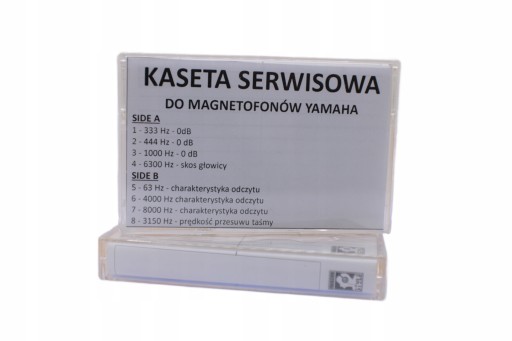 KASETA SERWISOWA
DO MAGNETOFONÓW YAMAHA
SIDE A
1 - 333 Hz - 0dB
2 - 444 Hz - 0 dB
3 - 1000 Hz - 0 dB
4 - 6300 Hz - skos głowicy
SIDE B
5 - 63 Hz - charakterystyka odczytu
6 - 4000 Hz charakterystyka odczytu
7 - 8000 Hz - charakterystyka odczytu
8 - 3150 Hz - prędkość przesuwu taśmy